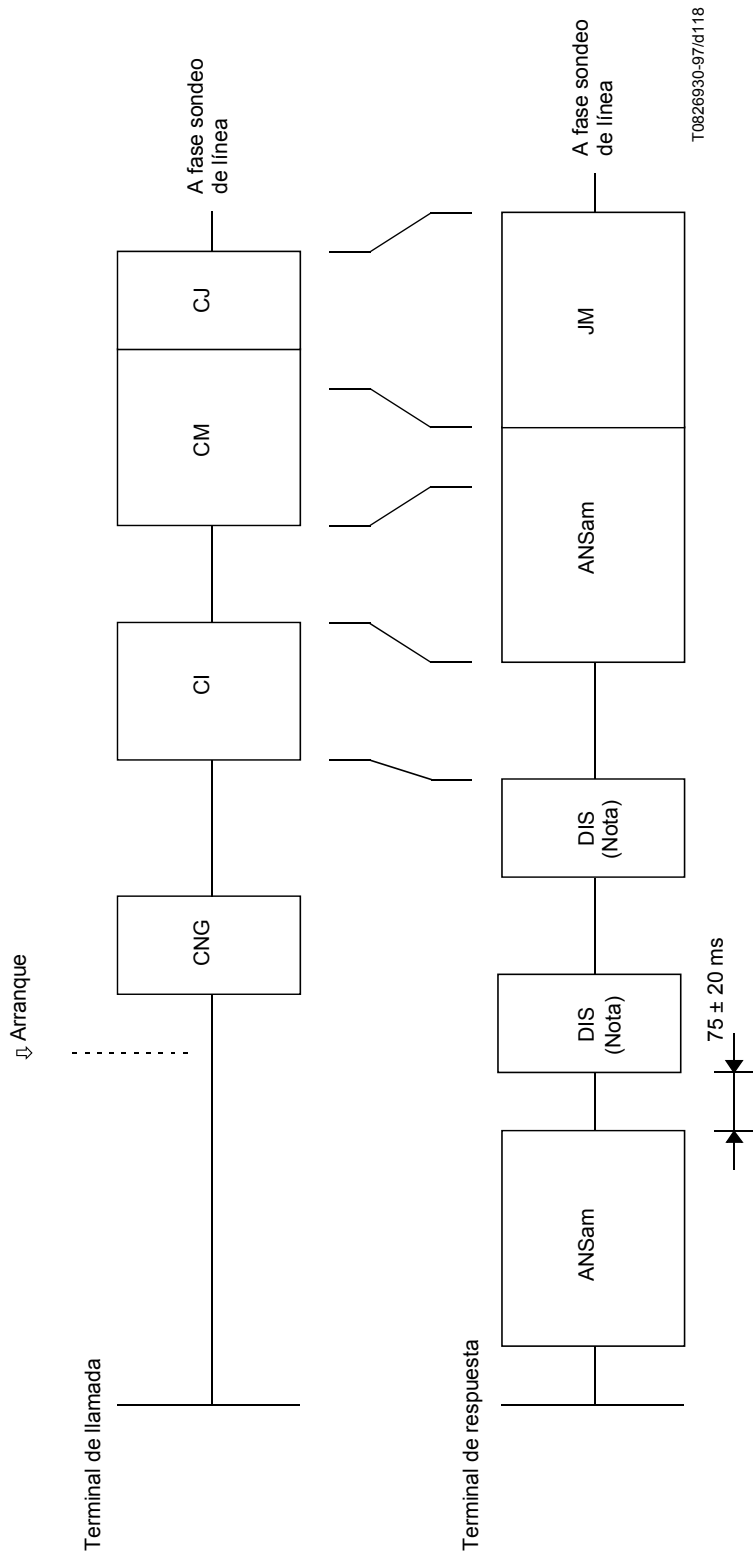 ⇩ Arranque
Terminal de llamada
CNG
CI
CM
CJ
A fase sondeo
de línea
Terminal de respuesta
ANSam
DIS
(Nota)
DIS
(Nota)
ANSam
JM
A fase sondeo
de línea
75 ± 20 ms
T0826930-97/d118